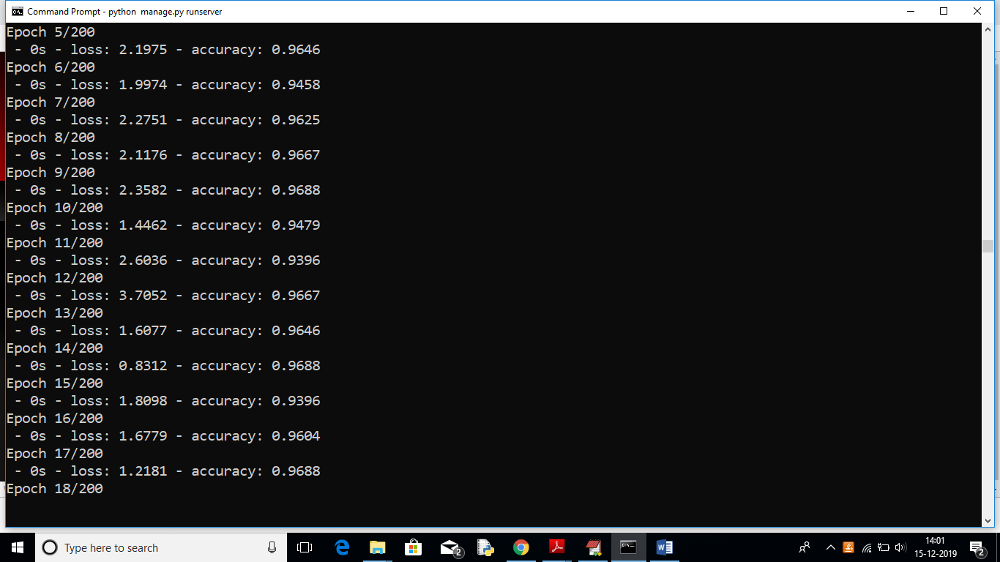 Command Prompt - python  manage.py runserver
Epoch 5/200
 - 0s - loss: 2.1975 - accuracy: 0.9646
Epoch 6/200
 - 0s - loss: 1.9974 - accuracy: 0.9458
Epoch 7/200
 - 0s - loss: 2.2751 - accuracy: 0.9625
Epoch 8/200
 - 0s - loss: 2.1176 - accuracy: 0.9667
Epoch 9/200
 - 0s - loss: 2.3582 - accuracy: 0.9688
Epoch 10/200
 - 0s - loss: 1.4462 - accuracy: 0.9479
Epoch 11/200
 - 0s - loss: 2.6036 - accuracy: 0.9396
Epoch 12/200
 - 0s - loss: 3.7052 - accuracy: 0.9667
Epoch 13/200
 - 0s - loss: 1.6077 - accuracy: 0.9646
Epoch 14/200
 - 0s - loss: 0.8312 - accuracy: 0.9688
Epoch 15/200
 - 0s - loss: 1.8098 - accuracy: 0.9396
Epoch 16/200
 - 0s - loss: 1.6779 - accuracy: 0.9604
Epoch 17/200
 - 0s - loss: 1.2181 - accuracy: 0.9688
Epoch 18/200
Type here to search
2
14:01
15-12-2019
2